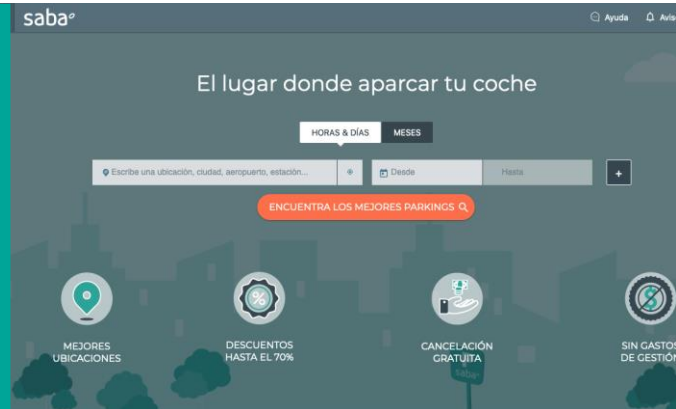 saba
Ayuda
El lugar donde aparcar tu coche
HORAS & DÍAS MESES
Escribe una ubicación, ciudad, aeropuerto, estación...
Desde
Hasta
+
ENCUENTRA LOS MEJORES PARKINGS
MEJORES
UBICACIONES
DESCUENTOS
HASTA EL 70%
CANCELACIÓN
GRATUITA
SIN GASTOS
DE GESTIÓN
saba